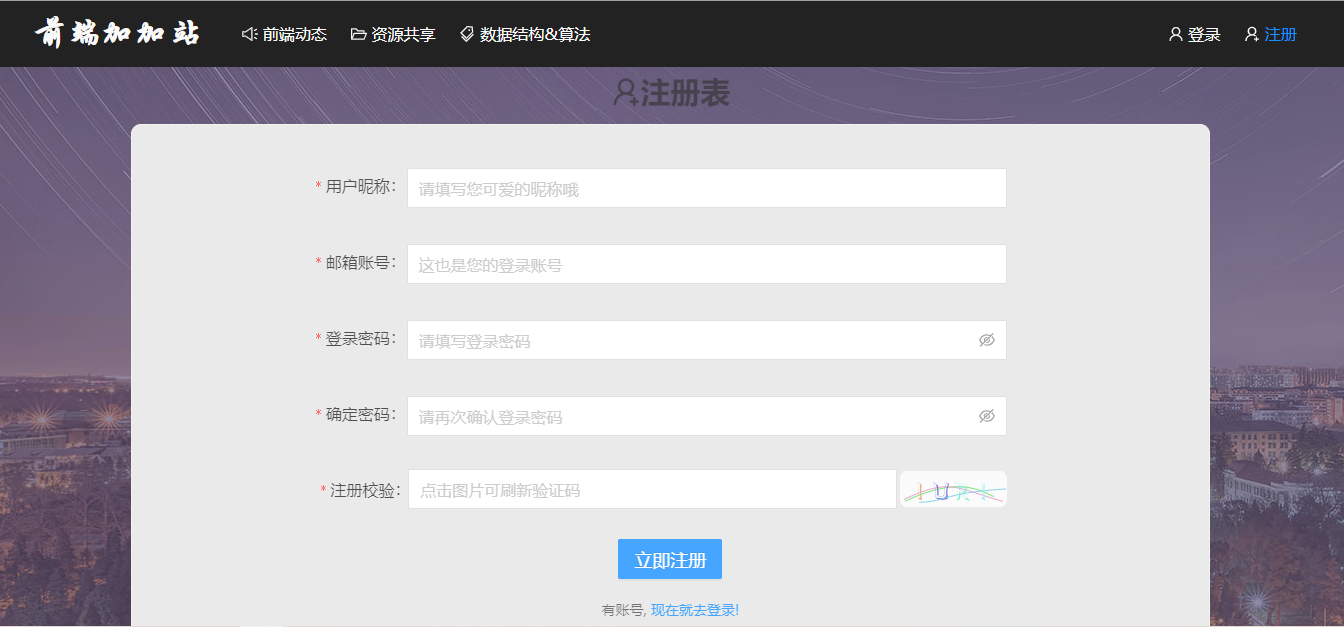 前端加加站 前端动态 资源共享 数据结构&算法 登录 注册
注册表
* 用户昵称: 请填写您可爱的昵称哦
* 邮箱账号: 这也是您的登录账号
* 登录密码: 请填写登录密码
* 确定密码: 请再次确认登录密码
* 注册校验: 点击图片可刷新验证码
立即注册
有账号, 现在就去登录!